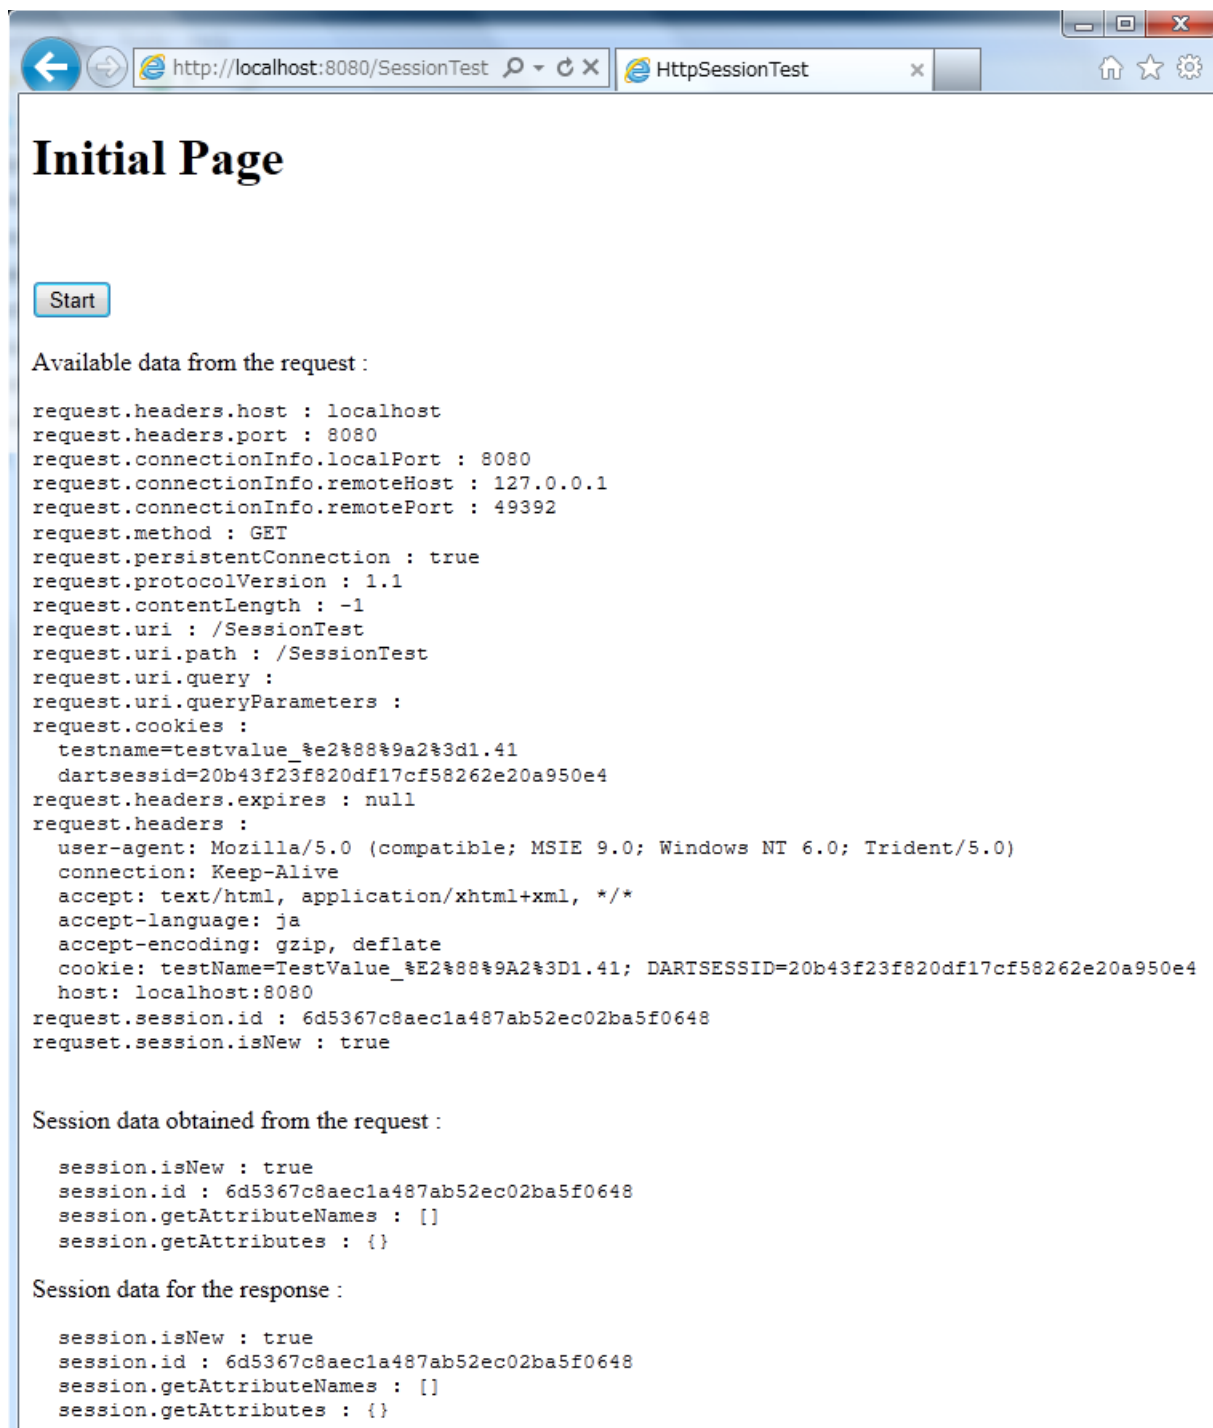 http://localhost:8080/SessionTest
HttpSessionTest
Initial Page
Start
Available data from the request :
request.headers.host : localhost
request.headers.port : 8080
request.connectionInfo.localPort : 8080
request.connectionInfo.remoteHost : 127.0.0.1
request.connectionInfo.remotePort : 49392
request.method : GET
request.persistentConnection : true
request.protocolVersion : 1.1
request.contentLength : -1
request.uri : /SessionTest
request.uri.path : /SessionTest
request.uri.query :
request.uri.queryParameters :
request.cookies :
testname=testvalue_%e2%88%9a2%3d1.41
dartsessid=20b43f23f820df17cf58262e20a950e4
request.headers.expires : null
request.headers :
user-agent: Mozilla/5.0 (compatible; MSIE 9.0; Windows NT 6.0; Trident/5.0)
connection: Keep-Alive
accept: text/html, application/xhtml+xml, */*
accept-language: ja
accept-encoding: gzip, deflate
cookie: testName=TestValue_%E2%88%9A2%3D1.41; DARTSESSID=20b43f23f820df17cf58262e20a950e4
host: localhost:8080
request.session.id : 6d5367c8aec1a487ab52ec02ba5f0648
requset.session.isNew : true
Session data obtained from the request :
session.isNew : true
session.id : 6d5367c8aec1a487ab52ec02ba5f0648
session.getAttributeNames : []
session.getAttributes : {}
Session data for the response :
session.isNew : true
session.id : 6d5367c8aec1a487ab52ec02ba5f0648
session.getAttributeNames : []
session.getAttributes : {}